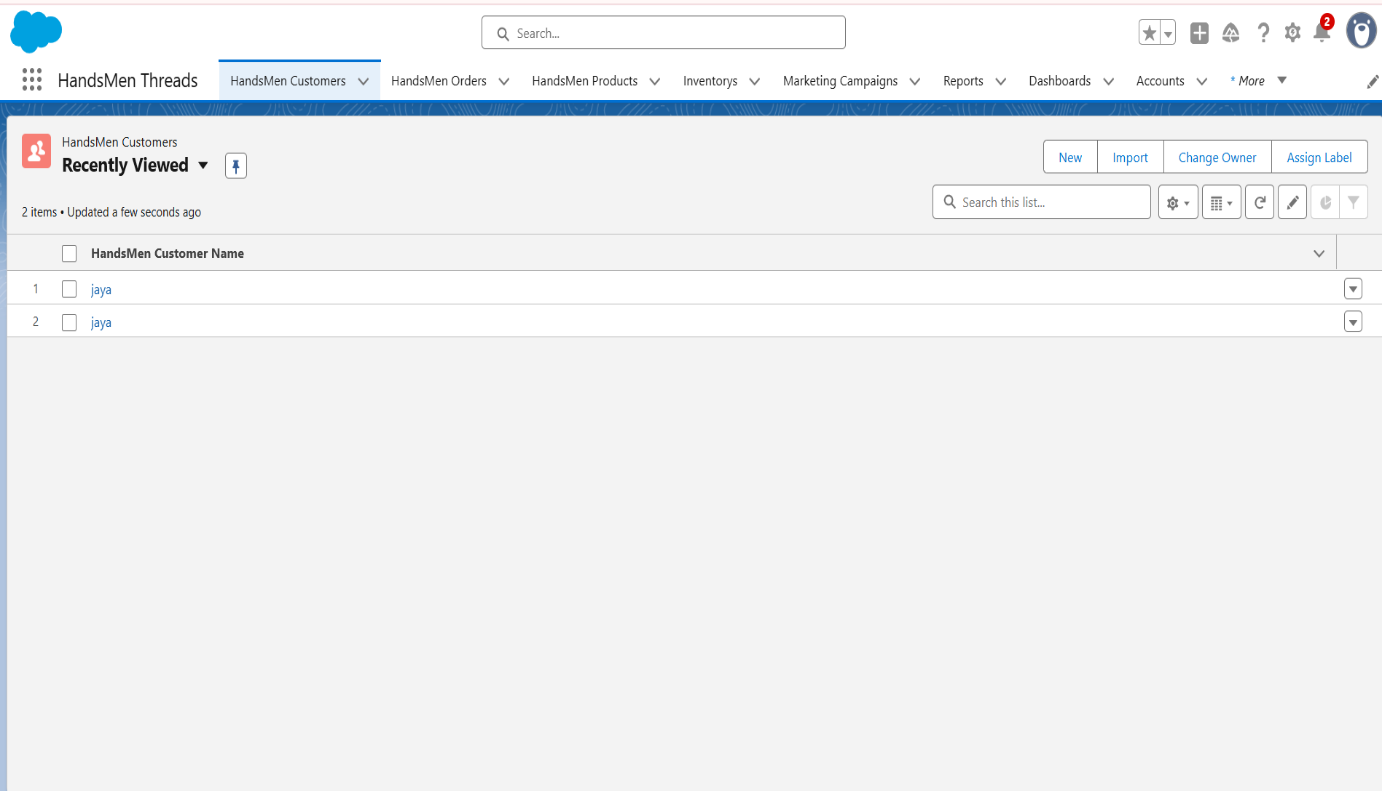 Search...
2
HandsMen Threads
HandsMen Customers
HandsMen Orders
HandsMen Products
Inventorys
Marketing Campaigns
Reports
Dashboards
Accounts
* More
HandsMen Customers
Recently Viewed
New
Import
Change Owner
Assign Label
2 items • Updated a few seconds ago
Search this list...
HandsMen Customer Name
1 jaya
2 jaya